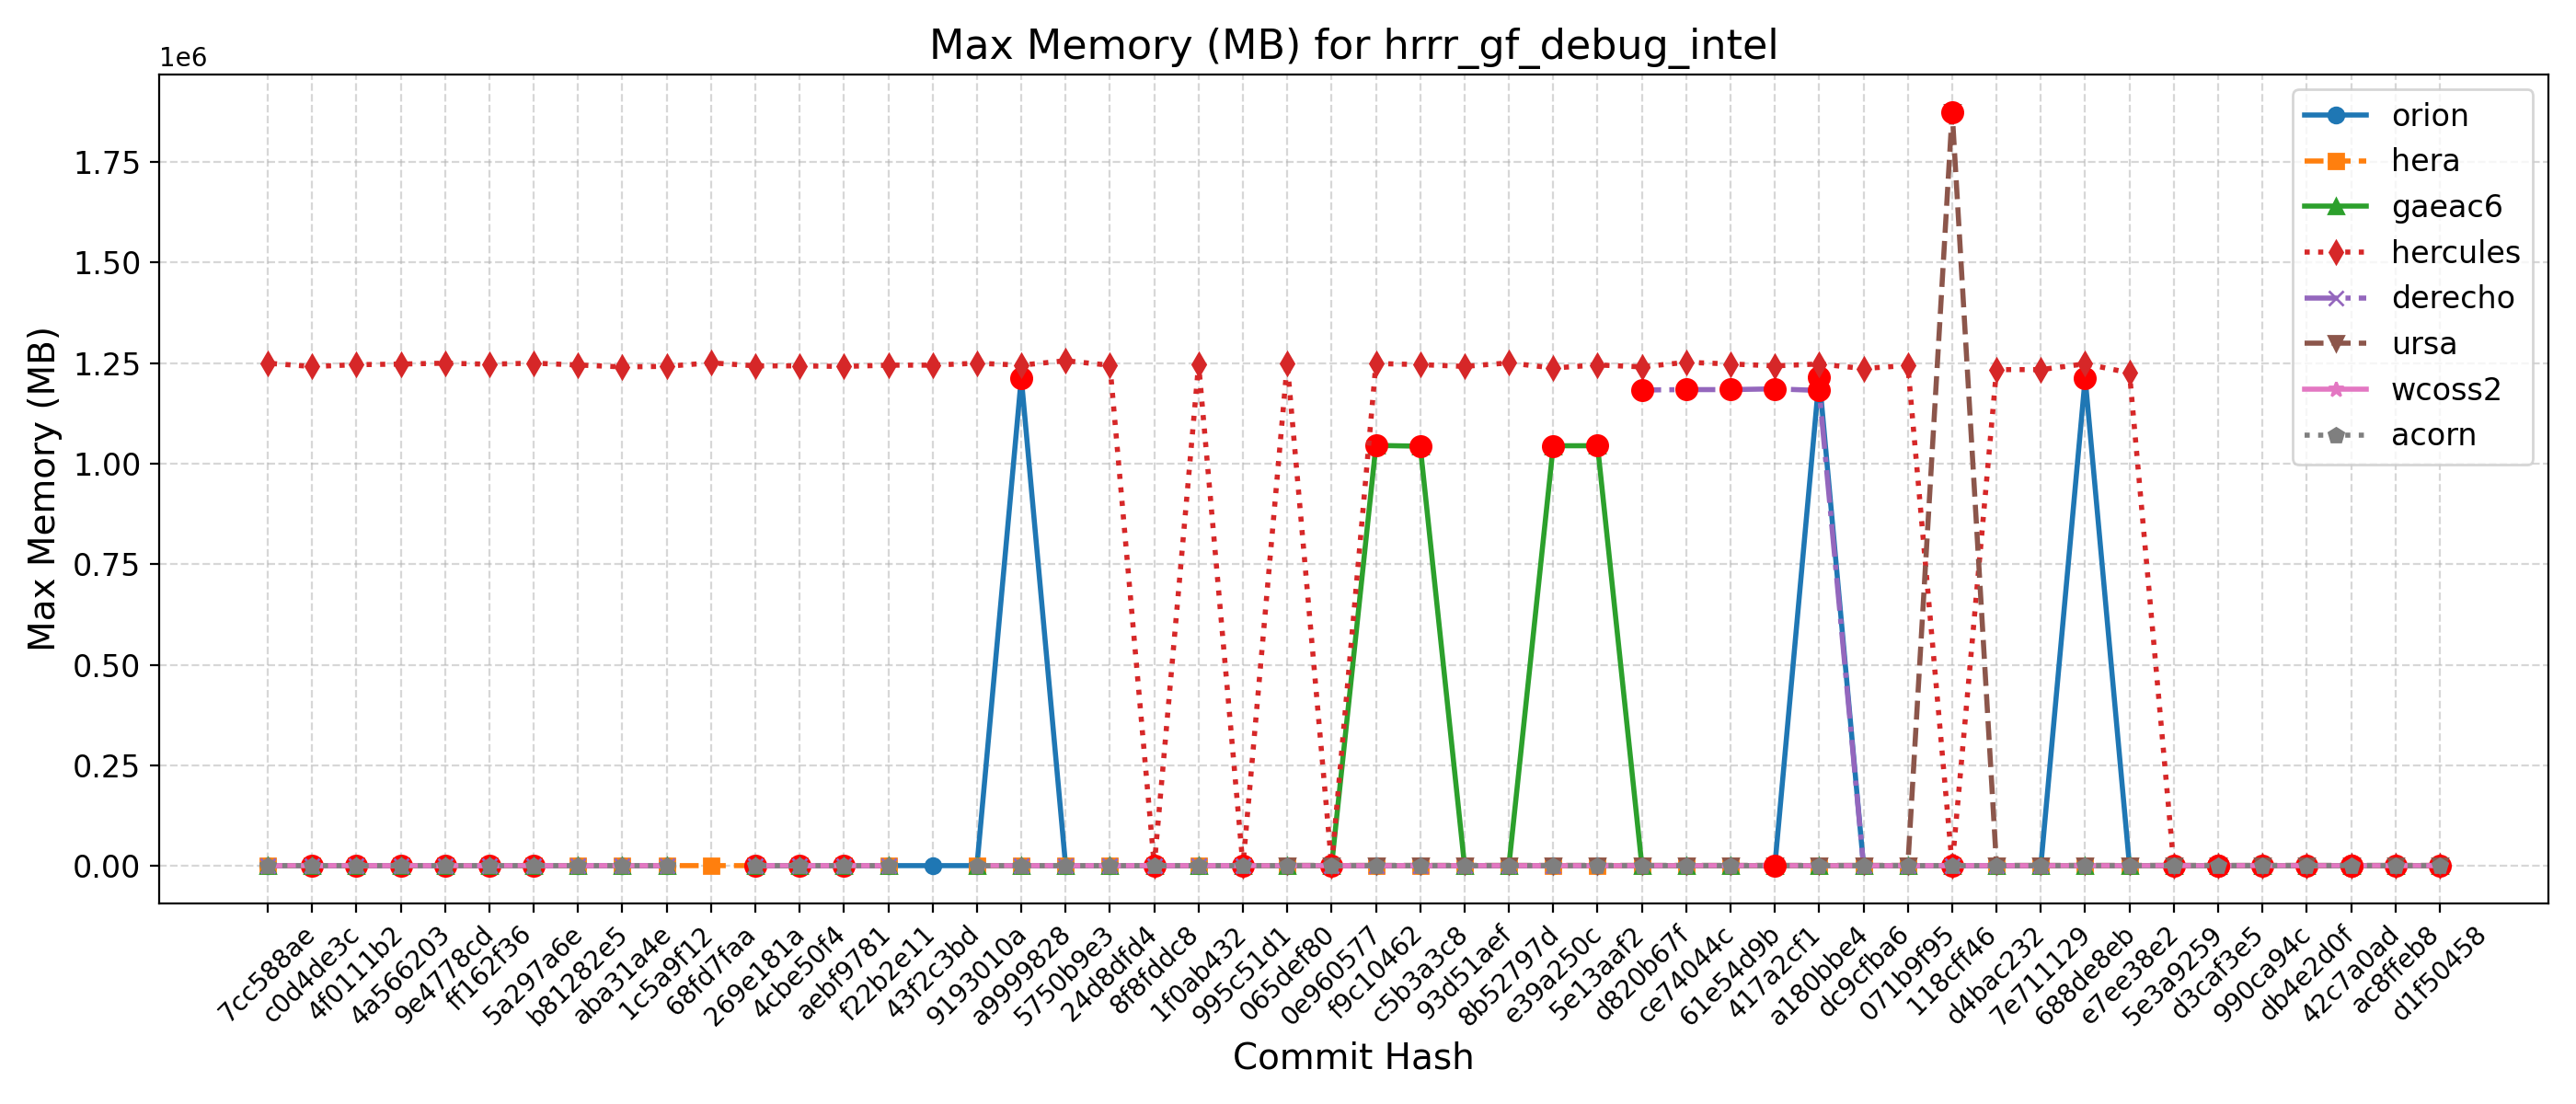 Max Memory (MB) for hrrr_gf_debug_intel
1e6
1.75
1.50
1.25
1.00
0.75
0.50
0.25
0.00
Max Memory (MB)
orion
hera
gaeac6
hercules
derecho
ursa
wcoss2
acorn
7cc588ae
c0d4de3c
4f0111b2
4a566203
9e4778cd
ff162f36
5a297a6e
b81282e5
aba31a4e
1c5a9f12
68fd7faa
269e181a
4cbe50f4
aebf9781
f22b2e11
43f2c3bd
9193010a
a9999828
5750b9e3
24d8dfd4
8f8fddc8
1f0ab432
995c51d1
065def80
0e960577
f9c10462
c5b3a3c8
93d51aef
8b52797d
e39a250c
5e13aaf2
d820b67f
ce74044c
61e54d9b
417a2cf1
a180bbe4
dc9cfba6
071b9f95
118cff46
d4bac232
7e711129
688de8eb
e7ee38e2
5e3a9259
d3caf3e5
990ca94c
db4e2d0f
42c7a0ad
ac8ffeb8
d1f50458
Commit Hash